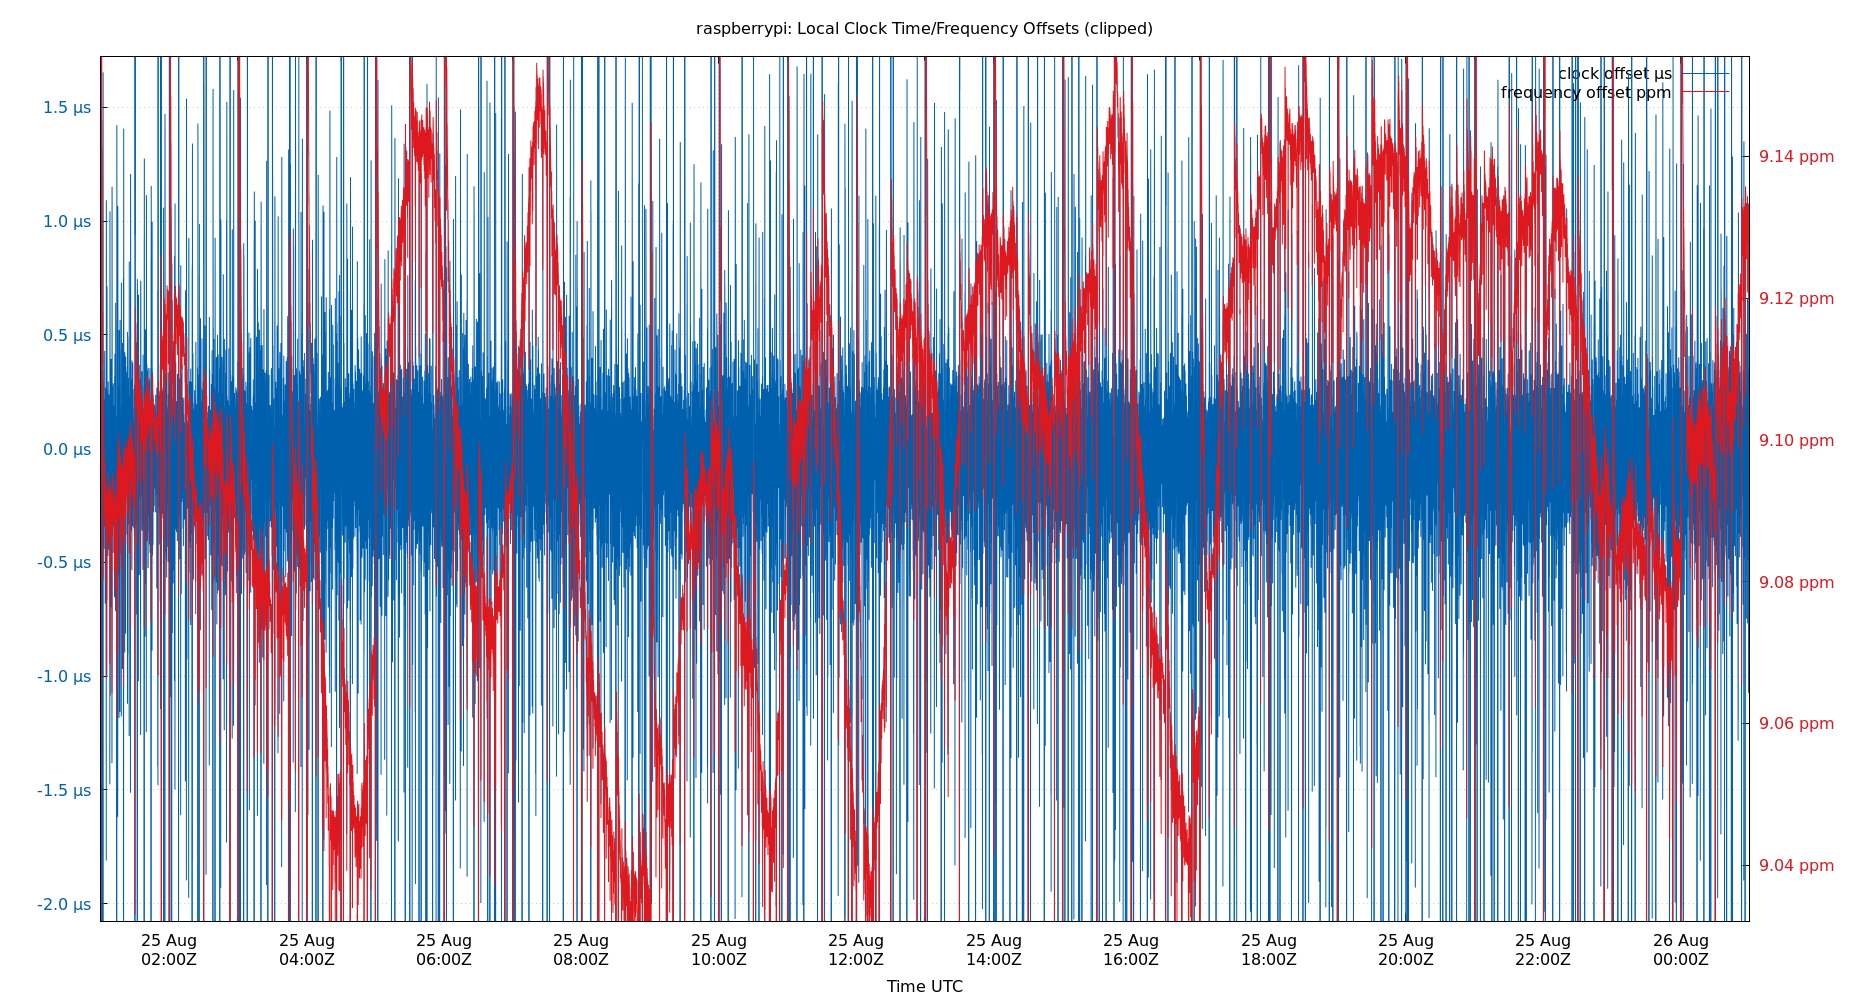 raspberrypi: Local Clock Time/Frequency Offsets (clipped)
clock offset µs
frequency offset ppm
1.5 µs
1.0 µs
0.5 µs
0.0 µs
-0.5 µs
-1.0 µs
-1.5 µs
-2.0 µs
9.14 ppm
9.12 ppm
9.10 ppm
9.08 ppm
9.06 ppm
9.04 ppm
25 Aug 25 Aug 25 Aug 25 Aug 25 Aug 25 Aug 25 Aug 25 Aug 25 Aug 25 Aug 25 Aug 26 Aug
02:00Z 04:00Z 06:00Z 08:00Z 10:00Z 12:00Z 14:00Z 16:00Z 18:00Z 20:00Z 22:00Z 00:00Z
Time UTC